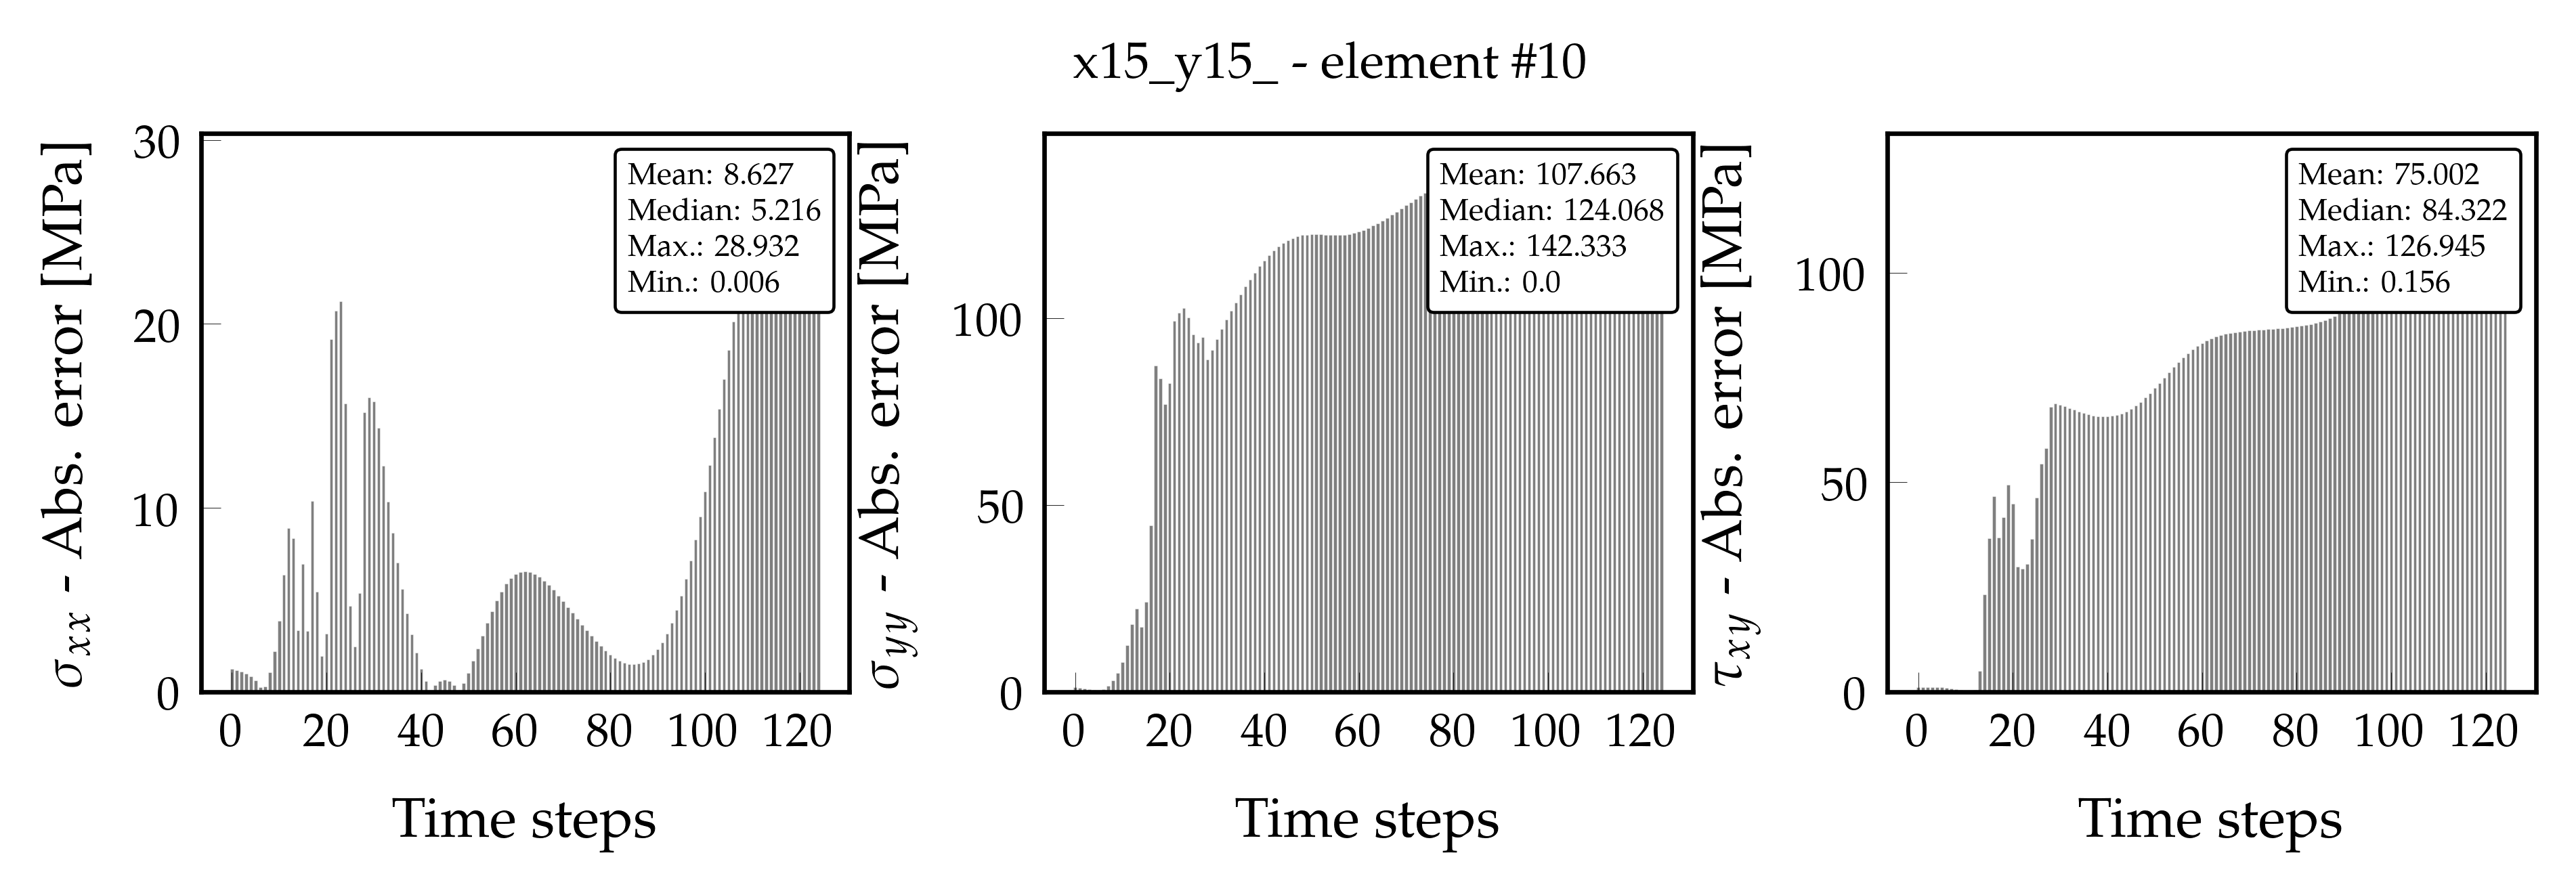 x15_y15_ - element #10
σxx - Abs. error [MPa]
30
20
10
0
0 20 40 60 80 100 120
Time steps
Mean: 8.627
Median: 5.216
Max.: 28.932
Min.: 0.006
σyy - Abs. error [MPa]
100
50
0
0 20 40 60 80 100 120
Time steps
Mean: 107.663
Median: 124.068
Max.: 142.333
Min.: 0.0
τxy - Abs. error [MPa]
100
50
0
0 20 40 60 80 100 120
Time steps
Mean: 75.002
Median: 84.322
Max.: 126.945
Min.: 0.156